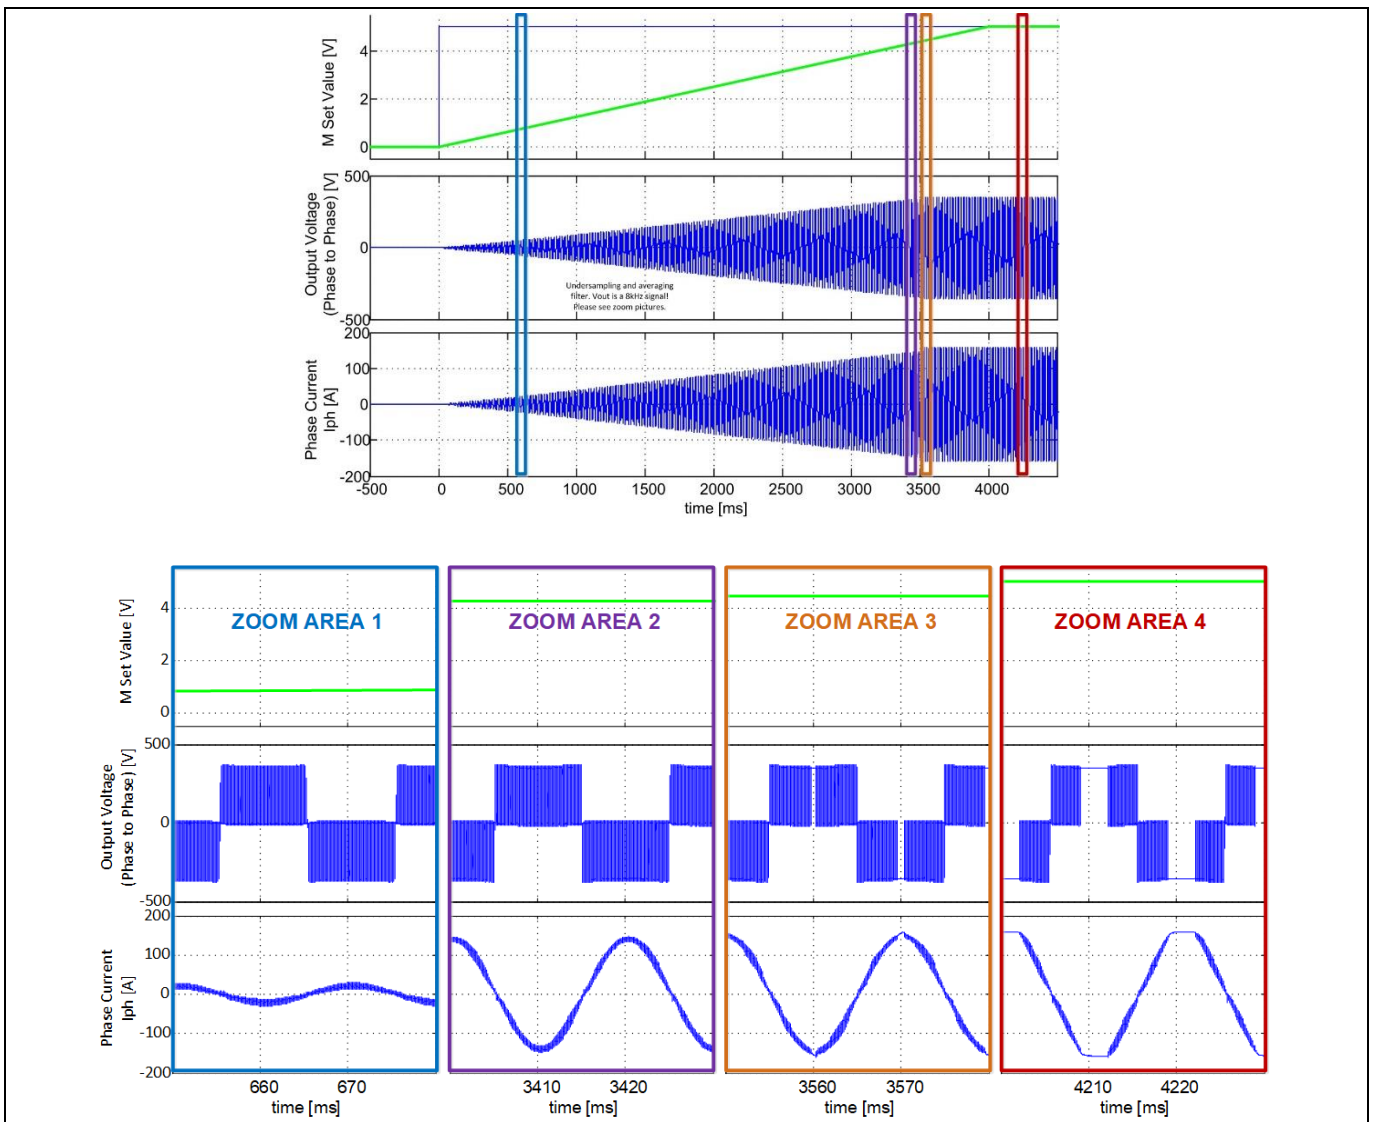 M Set Value [V]
4
2
0
Output Voltage
(Phase to Phase) [V]
500
0
-500
Undersampling and averaging
filter. Vout is a 8kHz signal!
Please see zoom pictures.
Phase Current
Iph [A]
200
100
0
-100
-200
-500 0 500 1000 1500 2000 2500 3000 3500 4000
time [ms]
ZOOM AREA 1 ZOOM AREA 2 ZOOM AREA 3 ZOOM AREA 4
M Set Value [V]
4
2
0
Output Voltage
(Phase to Phase) [V]
500
0
-500
Phase Current
Iph [A]
200
100
0
-100
-200
660 670 3410 3420 3560 3570 4210 4220
time [ms] time [ms] time [ms] time [ms]